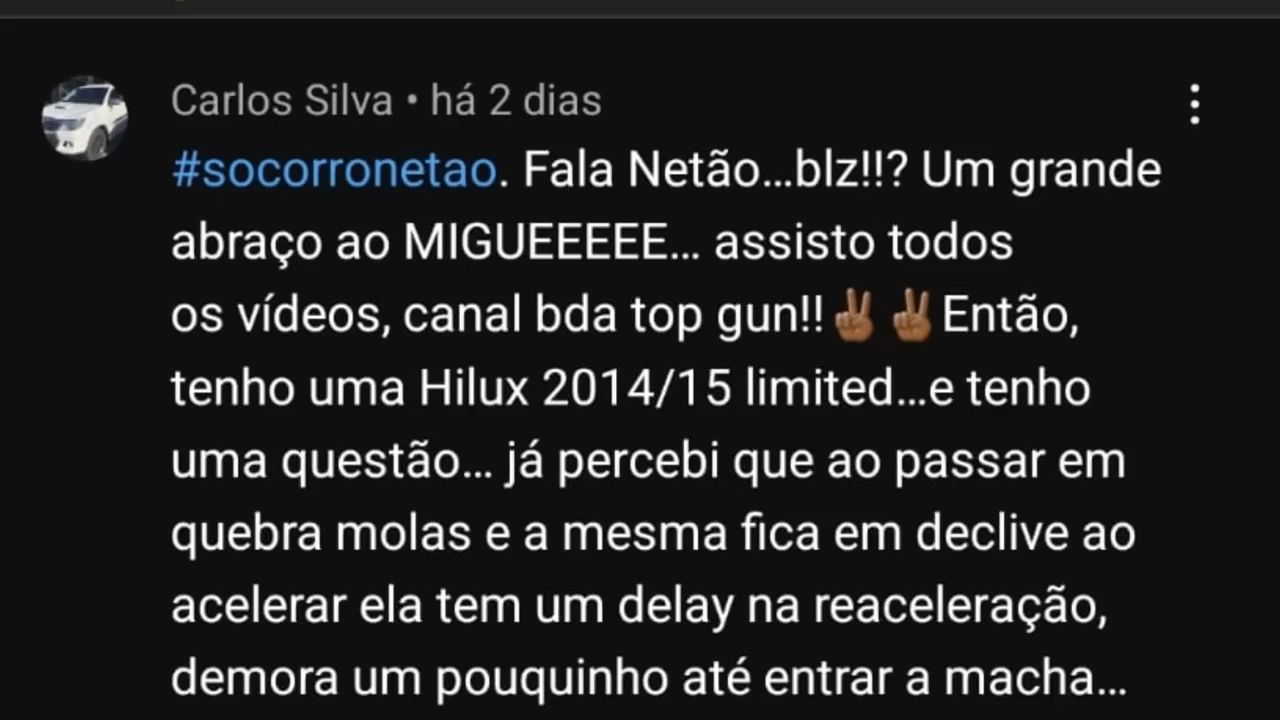 Carlos Silva • há 2 dias
#socorronetao. Fala Netão...blz!!? Um grande
abraço ao MIGUEEEEE... assisto todos
os vídeos, canal bda top gun!!✌🏾✌🏾Então,
tenho uma Hilux 2014/15 limited...e tenho
uma questão... já percebi que ao passar em
quebra molas e a mesma fica em declive ao
acelerar ela tem um delay na reaceleração,
demora um pouquinho até entrar a macha...